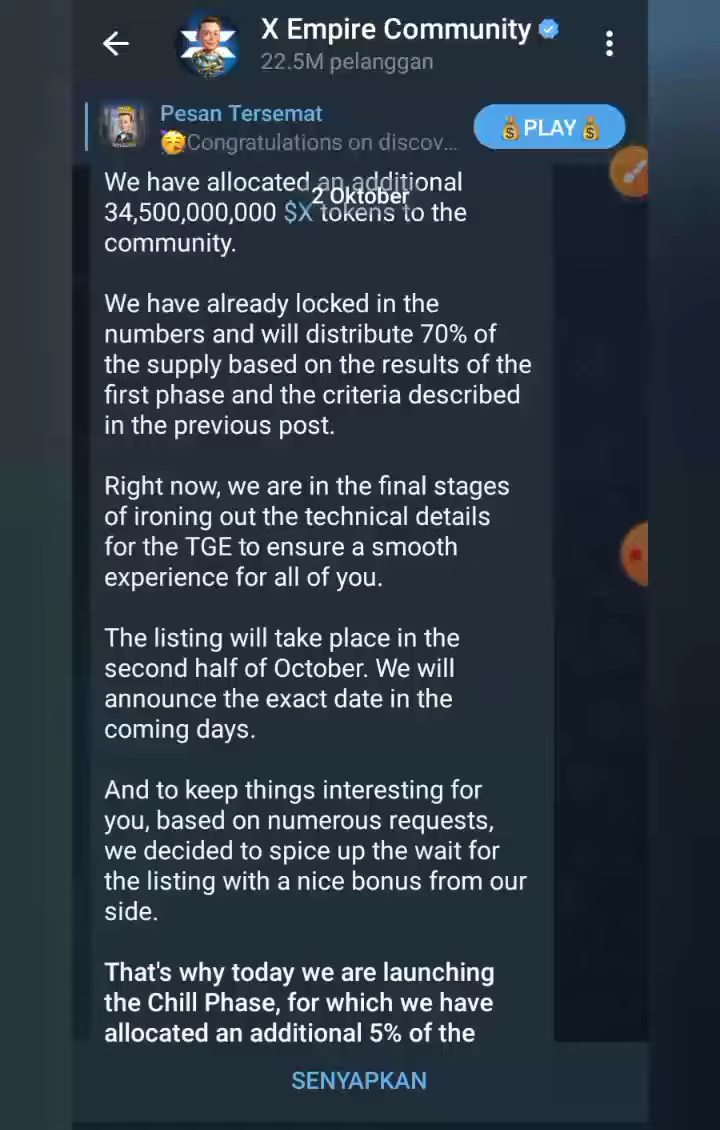 X Empire Community
22.5M pelanggan
Pesan Tersemat
🥳Congratulations on discov...
💰PLAY💰
2 Oktober
We have allocated an additional
34,500,000,000 $X tokens to the
community.
We have already locked in the
numbers and will distribute 70% of
the supply based on the results of the
first phase and the criteria described
in the previous post.
Right now, we are in the final stages
of ironing out the technical details
for the TGE to ensure a smooth
experience for all of you.
The listing will take place in the
second half of October. We will
announce the exact date in the
coming days.
And to keep things interesting for
you, based on numerous requests,
we decided to spice up the wait for
the listing with a nice bonus from our
side.
That's why today we are launching
the Chill Phase, for which we have
allocated an additional 5% of the
SENYAPKAN